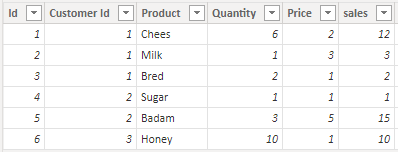 Id Customer Id Product Quantity Price sales
1 1 Chees 6 2 12
2 1 Milk 1 3 3
3 1 Bred 2 1 2
4 2 Sugar 1 1 1
5 2 Badam 3 5 15
6 3 Honey 10 1 10